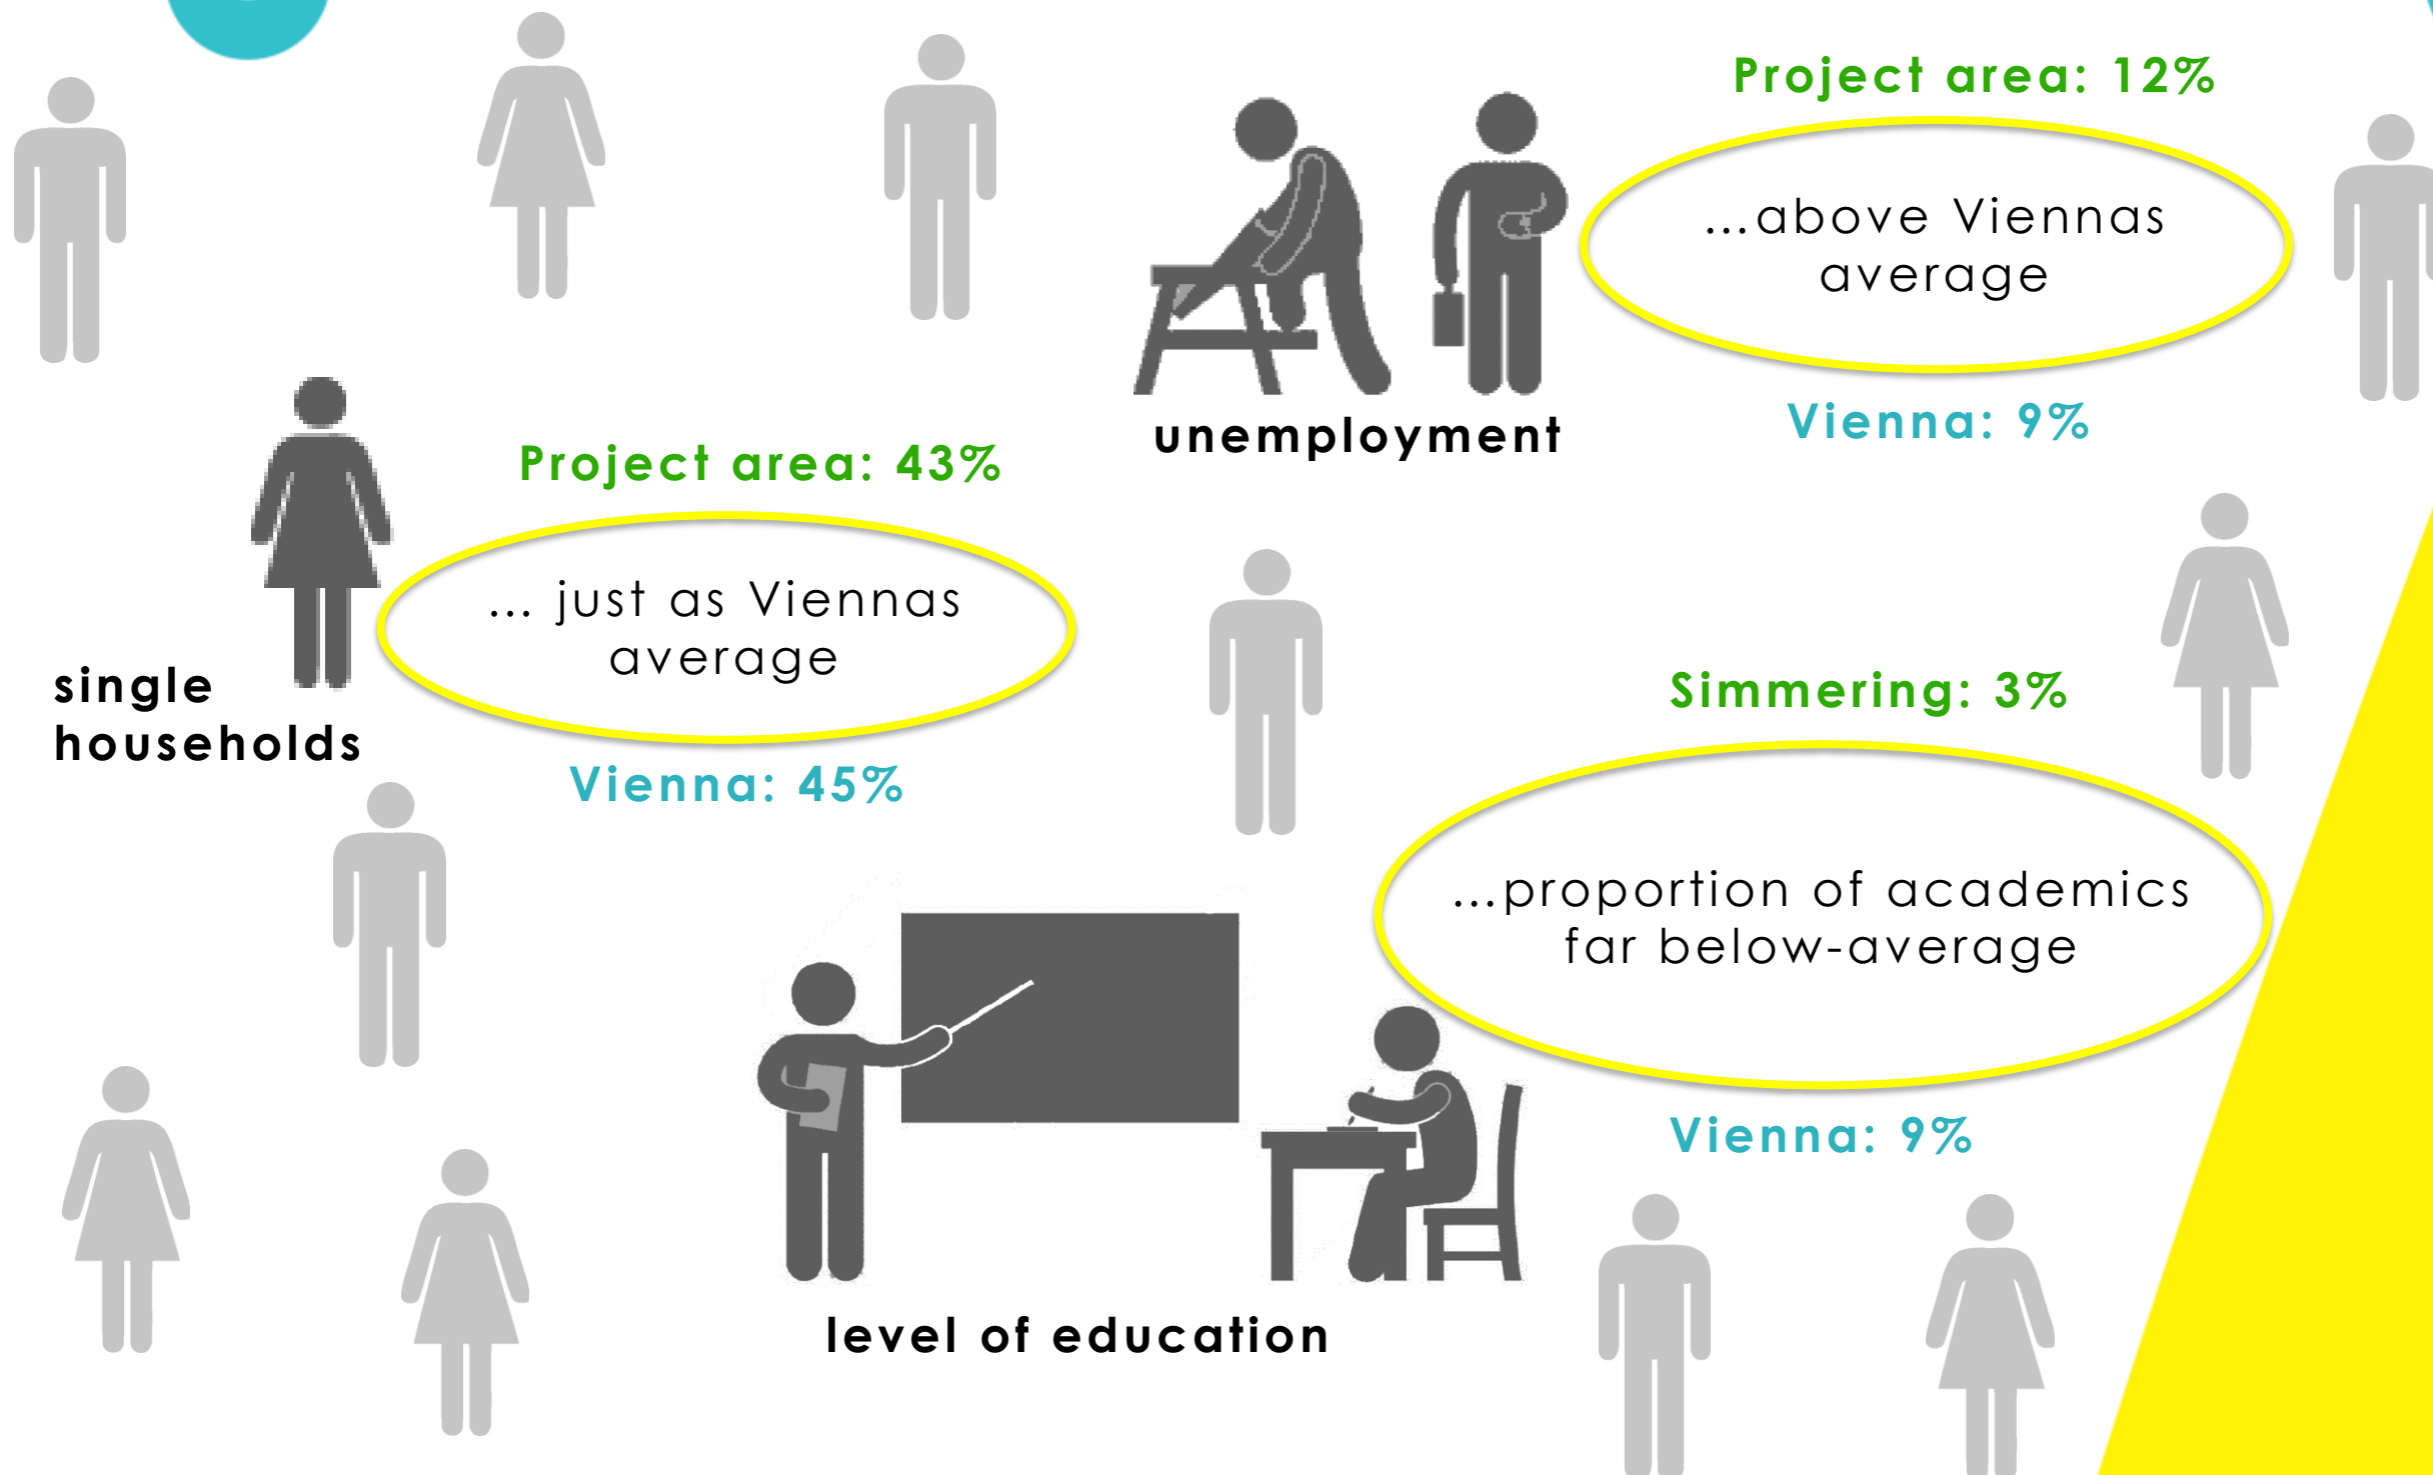 Project area: 12%
...above Viennas
average
Vienna: 9%
unemployment
Project area: 43%
... just as Viennas
average
Vienna: 45%
single
households
Simmering: 3%
...proportion of academics
far below-average
Vienna: 9%
level of education